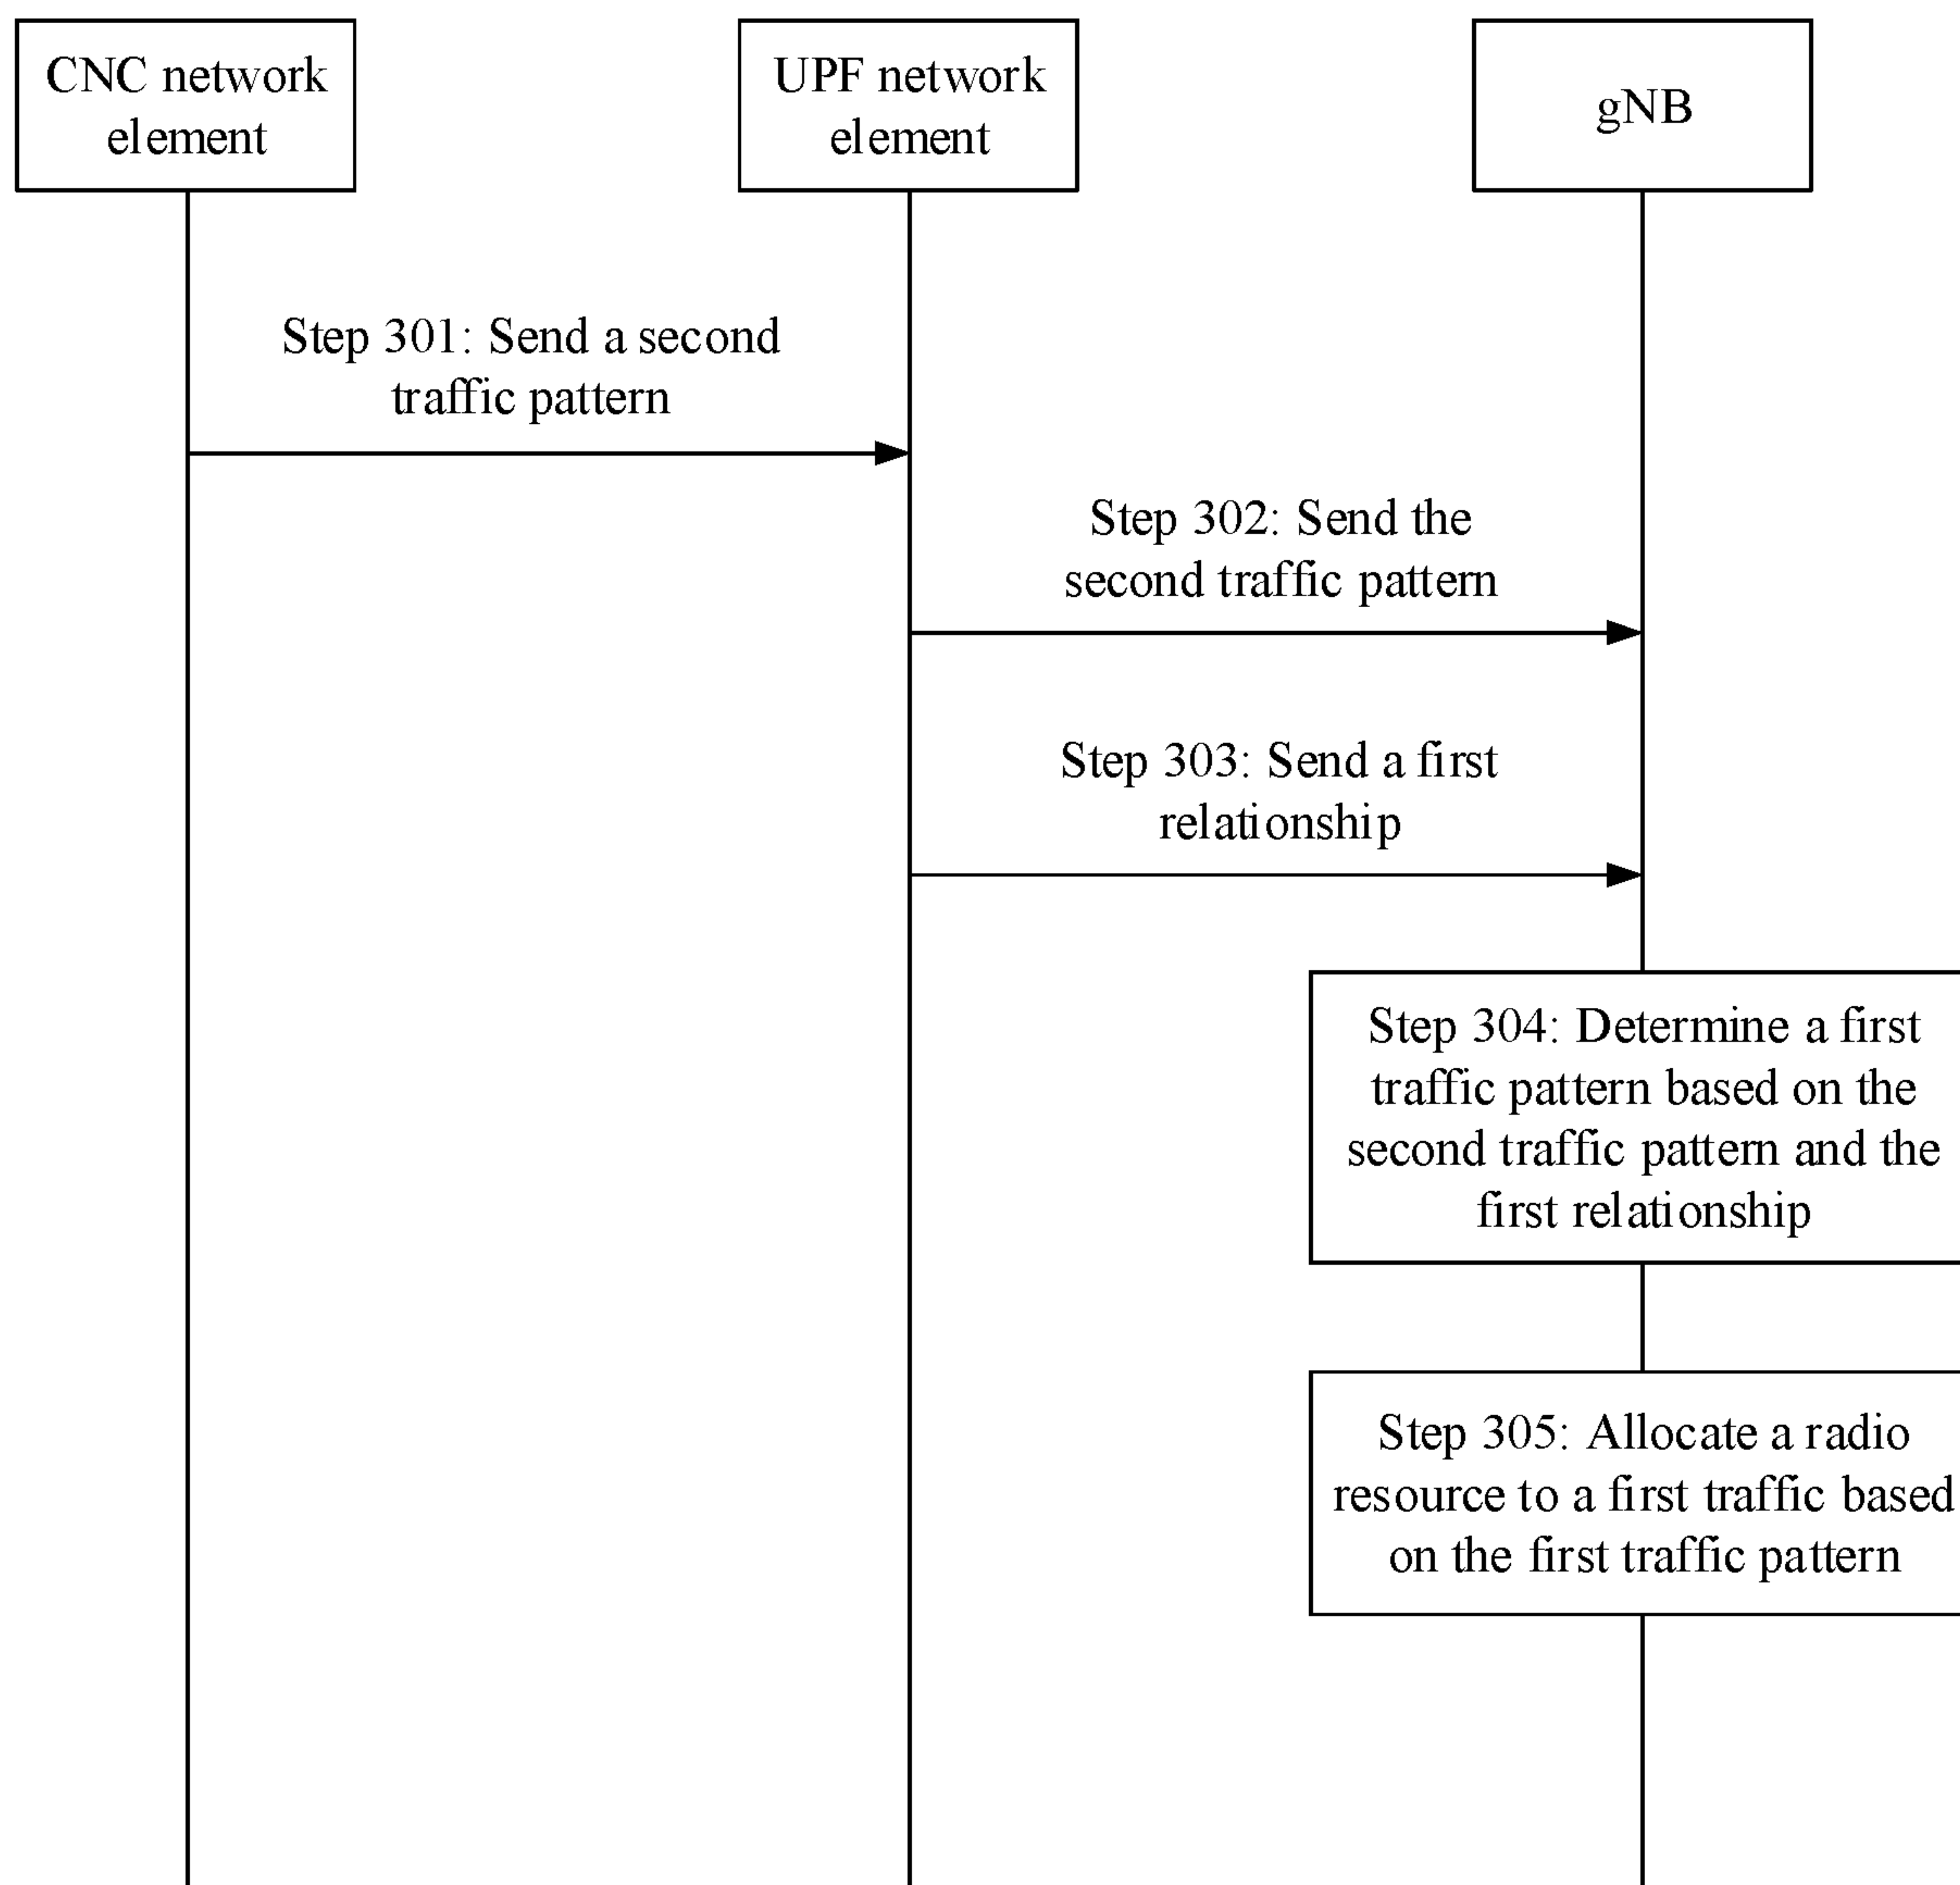 CNC network
element
UPF network
element
gNB
Step 301: Send a second
traffic pattern
Step 302: Send the
second traffic pattern
Step 303: Send a first
relationship
Step 304: Determine a first
traffic pattern based on the
second traffic pattern and the
first relationship
Step 305: Allocate a radio
resource to a first traffic based
on the first traffic pattern